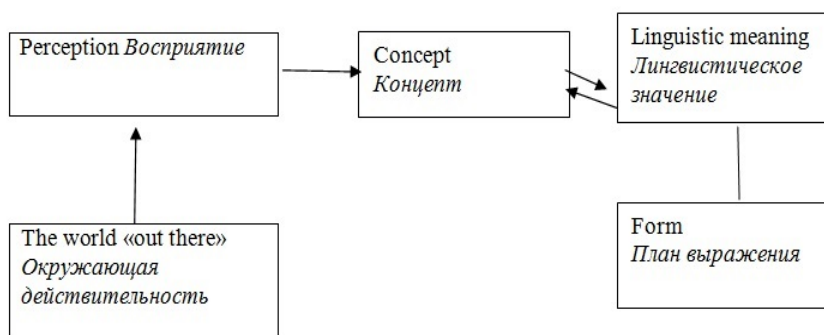 Perception Восприятие
Concept
Концепт
Linguistic meaning
Лингвистическое
значение
The world «out there»
Окружающая
действительность
Form
План выражения